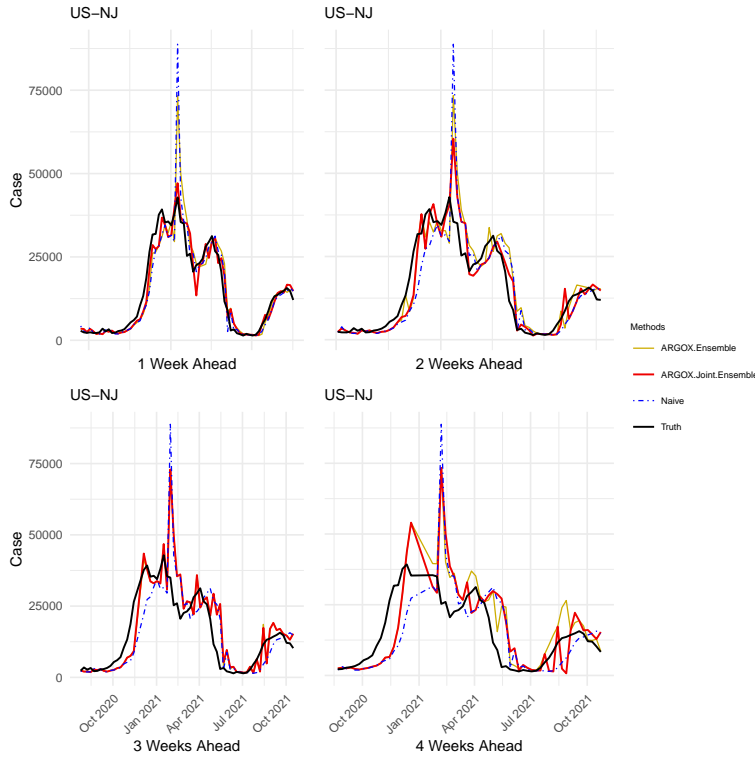 US−NJ
US−NJ
Case
75000
50000
25000
0
1 Week Ahead
2 Weeks Ahead
Methods
ARGOX.Ensemble
ARGOX.Joint.Ensemble
Naive
Truth
US−NJ
US−NJ
Case
75000
50000
25000
0
Oct 2020
Jan 2021
Apr 2021
Jul 2021
Oct 2021
Oct 2020
Jan 2021
Apr 2021
Jul 2021
Oct 2021
3 Weeks Ahead
4 Weeks Ahead